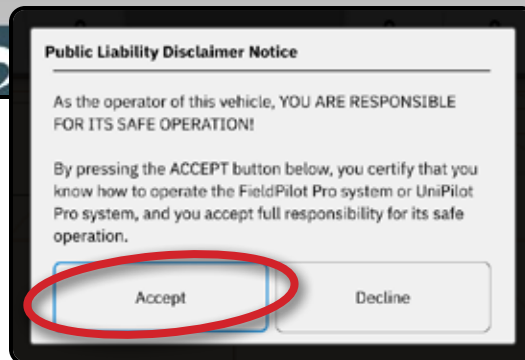 Public Liability Disclaimer Notice
As the operator of this vehicle, YOU ARE RESPONSIBLE
FOR ITS SAFE OPERATION!
By pressing the ACCEPT button below, you certify that you
know how to operate the FieldPilot Pro system or UniPilot
Pro system, and you accept full responsibility for its safe
operation.
Accept
Decline